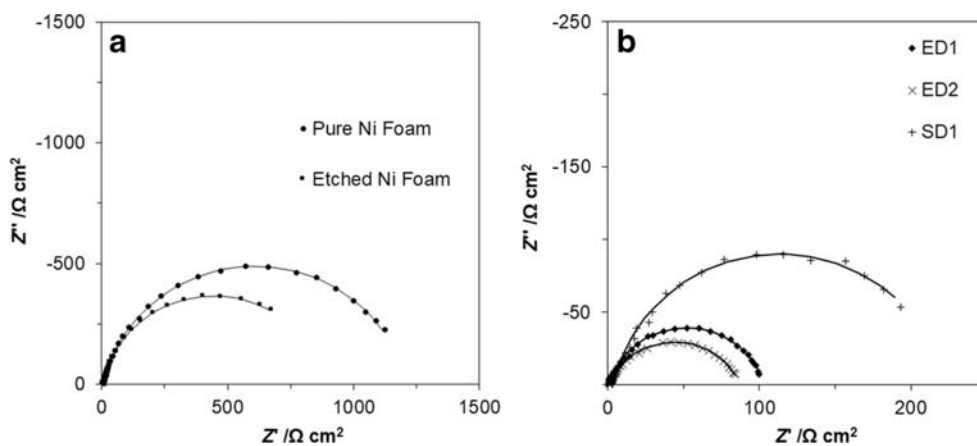 a
-1500
-1000
-500
0
Z" /Ω cm²
Pure Ni Foam
Etched Ni Foam
0 500 1000 1500
Z' /Ω cm²
b
-250
-150
-50
Z" /Ω cm²
ED1
ED2
SD1
0 100 200
Z' /Ω cm²